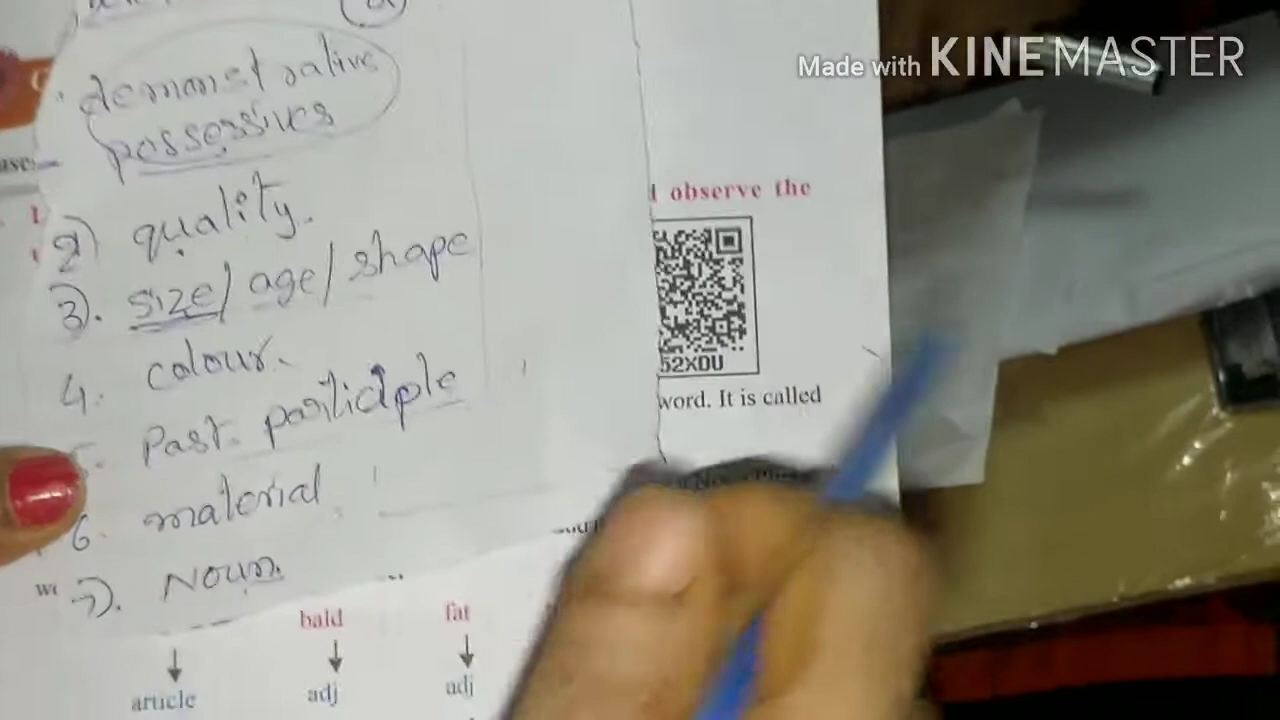 Made with KINEMASTER
demonstrative
possessives
observe the
2) quality.
3). size/ age/ shape
52XDU
4. colour.
word. It is called
5. Past participle
6. material
7). Noun.
bald fat
article adj adj